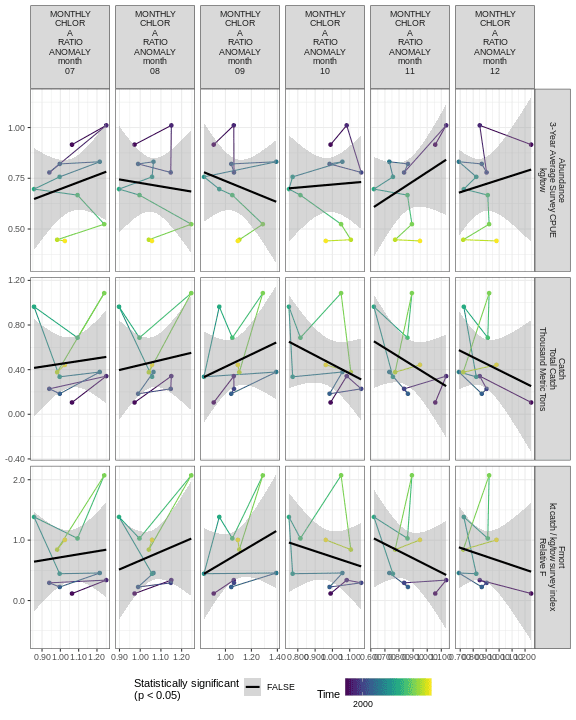 MONTHLY
CHLOR
A
RATIO
ANOMALY
month
07
MONTHLY
CHLOR
A
RATIO
ANOMALY
month
08
MONTHLY
CHLOR
A
RATIO
ANOMALY
month
09
MONTHLY
CHLOR
A
RATIO
ANOMALY
month
10
MONTHLY
CHLOR
A
RATIO
ANOMALY
month
11
MONTHLY
CHLOR
A
RATIO
ANOMALY
month
12
1.00
0.75
0.50
Abundance
3-Year Average Survey CPUE
kg/tow
1.20
0.80
0.40
0.00
-0.40
Catch
Total Catch
Thousand Metric Tons
2.0
1.0
0.0
Fmort
kt catch / kg/tow survey index
Relative F
0.90 1.00 1.10 1.20
0.90 1.00 1.10 1.20
1.00 1.20 1.40
Statistically significant
(p < 0.05)
FALSE
Time
2000